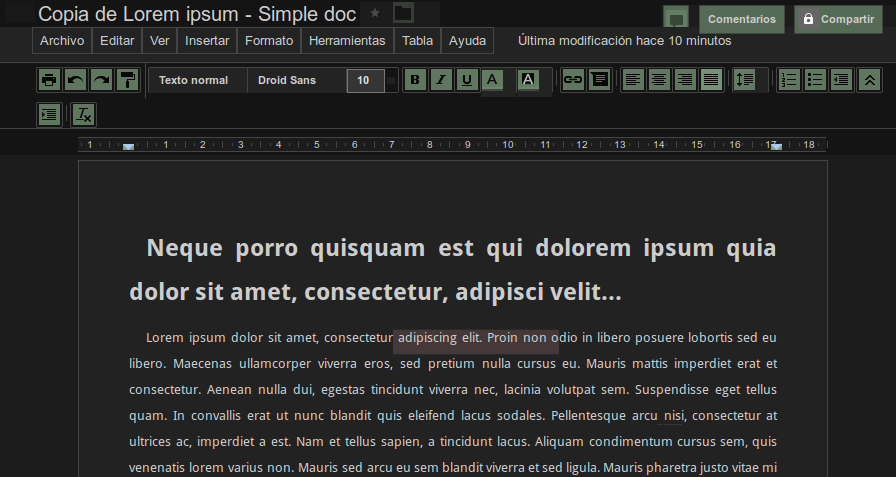 Copia de Lorem ipsum - Simple doc
Comentarios
Compartir
Archivo Editar Ver Insertar Formato Herramientas Tabla Ayuda Última modificación hace 10 minutos
Texto normal Droid Sans 10 B I U A A
1 1 2 3 4 5 6 7 8 9 10 11 12 13 14 15 16 17 18
Neque porro quisquam est qui dolorem ipsum quia
dolor sit amet, consectetur, adipisci velit...
Lorem ipsum dolor sit amet, consectetur adipiscing elit. Proin non odio in libero posuere lobortis sed eu
libero. Maecenas ullamcorper viverra eros, sed pretium nulla cursus eu. Mauris mattis imperdiet erat et
consectetur. Aenean nulla dui, egestas tincidunt viverra nec, lacinia volutpat sem. Suspendisse eget tellus
quam. In convallis erat ut nunc blandit quis eleifend lacus sodales. Pellentesque arcu nisi, consectetur at
ultrices ac, imperdiet a est. Nam et tellus sapien, a tincidunt lacus. Aliquam condimentum cursus sem, quis
venenatis lorem varius non. Mauris sed arcu eu sem blandit viverra et sed ligula. Mauris pharetra justo vitae mi